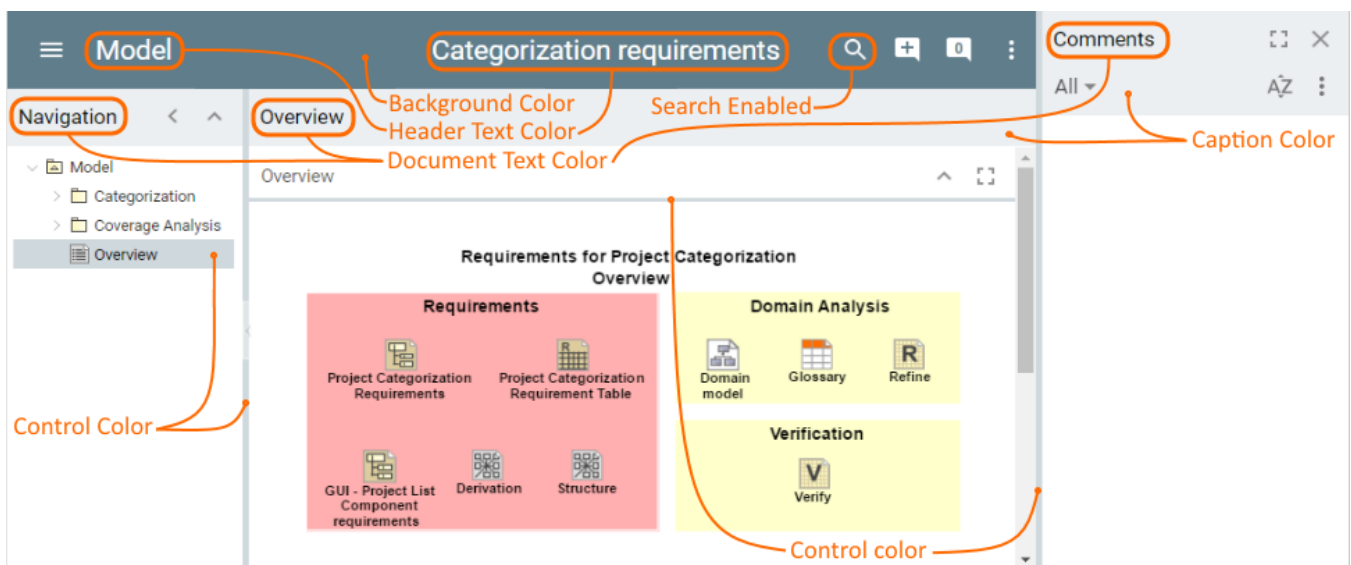 Model
Categorization requirements
0
Comments
All
AZ
Background Color
Search Enabled
Header Text Color
Navigation
Overview
Document Text Color
Caption Color
Model
Categorization
Coverage Analysis
Overview
Overview
Requirements for Project Categorization
Overview
Requirements
Project Categorization
Requirements
R
Project Categorization
Requirement Table
GUI - Project List
Component
requirements
Derivation
Structure
Domain Analysis
Domain
model
Glossary
R
Refine
Verification
V
Verify
Control Color
Control color